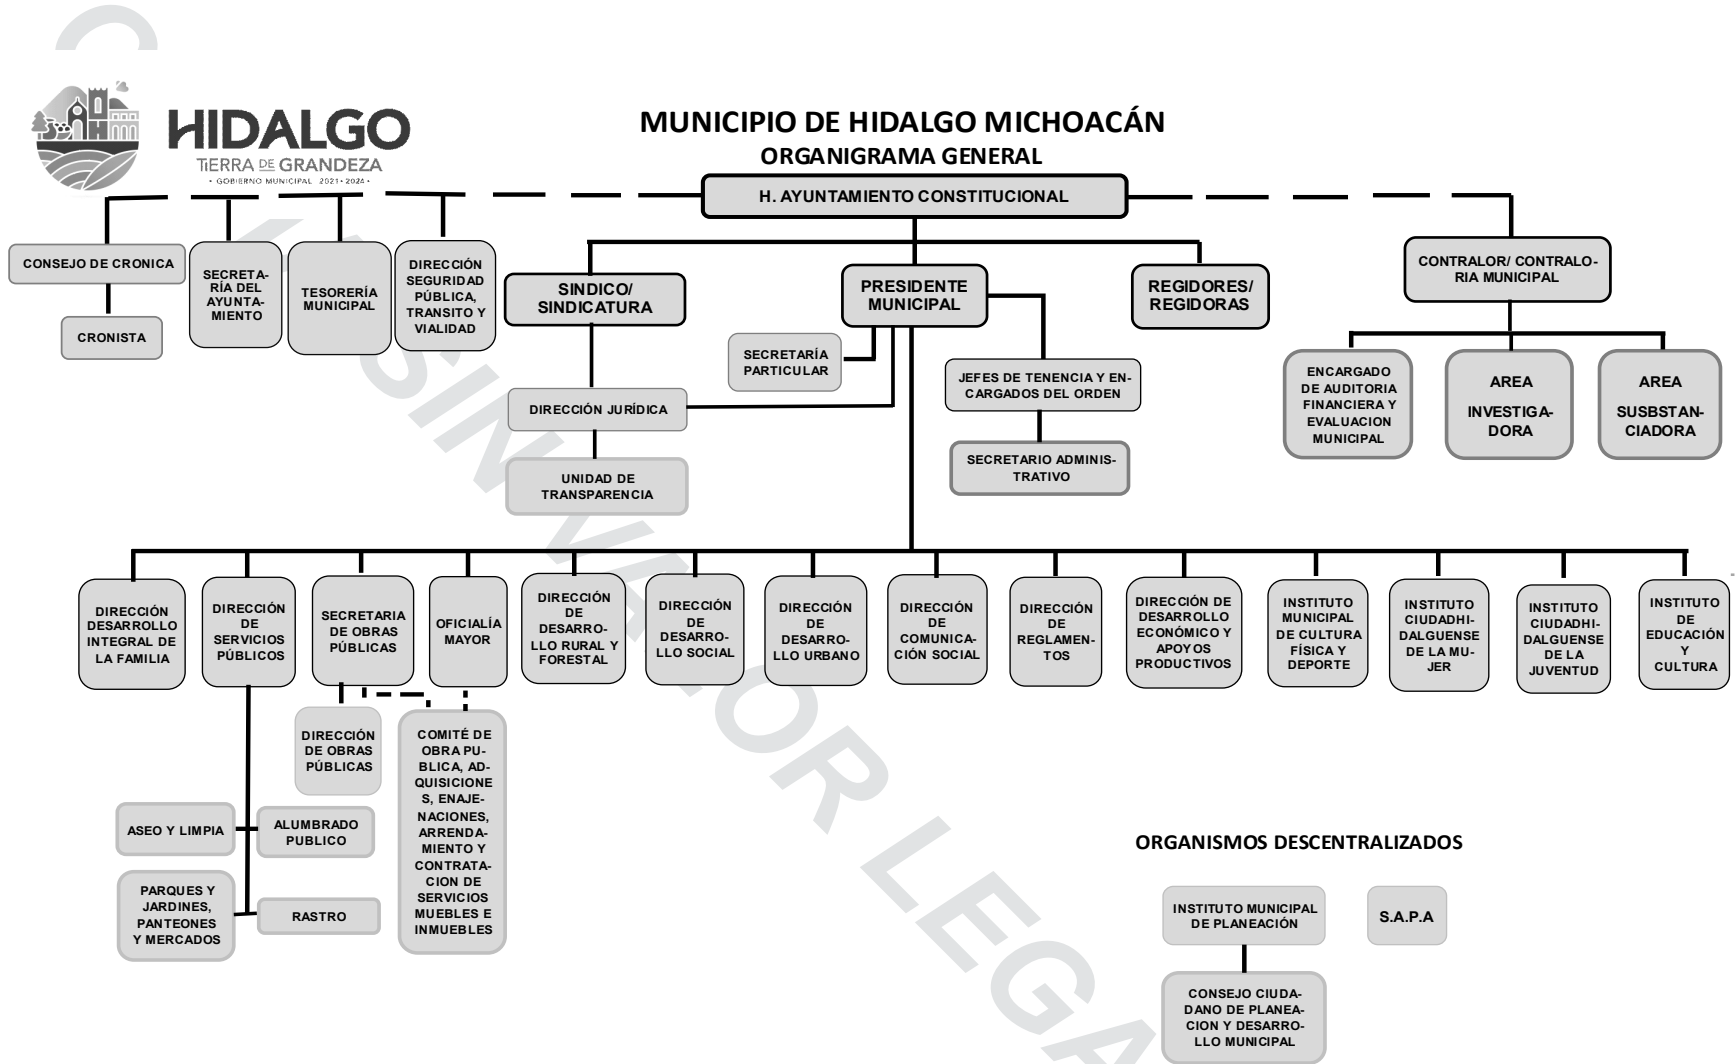 HIDALGO
TIERRA DE GRANDEZA
• GOBIERNO MUNICIPAL 2021•2024•
MUNICIPIO DE HIDALGO MICHOACÁN
ORGANIGRAMA GENERAL
H. AYUNTAMIENTO CONSTITUCIONAL
CONSEJO DE CRONICA
CRONISTA
SECRETA-
RÍA DEL
AYUNTA-
MIENTO
TESORERÍA
MUNICIPAL
DIRECCIÓN
SEGURIDAD
PÚBLICA,
TRANSITO Y
VIALIDAD
SINDICO/
SINDICATURA
PRESIDENTE
MUNICIPAL
REGIDORES/
REGIDORAS
CONTRALOR/ CONTRALO-
RIA MUNICIPAL
SECRETARÍA
PARTICULAR
JEFES DE TENENCIA Y EN-
CARGADOS DEL ORDEN
DIRECCIÓN JURÍDICA
SECRETARIO ADMINIS-
TRATIVO
UNIDAD DE
TRANSPARENCIA
ENCARGADO
DE AUDITORIA
FINANCIERA Y
EVALUACION
MUNICIPAL
AREA
INVESTIGA-
DORA
AREA
SUSBSTAN-
CIADORA
DIRECCIÓN
DESARROLLO
INTEGRAL DE
LA FAMILIA
DIRECCIÓN
DE
SERVICIOS
PÚBLICOS
SECRETARIA
DE OBRAS
PÚBLICAS
OFICIALÍA
MAYOR
DIRECCIÓN
DE
DESARRO-
LLO RURAL Y
FORESTAL
DIRECCIÓN
DE
DESARRO-
LLO SOCIAL
DIRECCIÓN
DE
DESARRO-
LLO URBANO
DIRECCIÓN
DE
COMUNICA-
CIÓN SOCIAL
DIRECCIÓN
DE
REGLAMEN-
TOS
DIRECCIÓN DE
DESARROLLO
ECONÓMICO Y
APOYOS
PRODUCTIVOS
INSTITUTO
MUNICIPAL
DE CULTURA
FÍSICA Y
DEPORTE
INSTITUTO
CIUDADHI-
DALGUENSE
DE LA MU-
JER
INSTITUTO
CIUDADHI-
DALGUENSE
DE LA
JUVENTUD
INSTITUTO
DE
EDUCACIÓN
Y
CULTURA
DIRECCIÓN
DE OBRAS
PÚBLICAS
COMITÉ DE
OBRA PU-
BLICA, AD-
QUISICIONE
S, ENAJE-
NACIONES,
ARRENDA-
MIENTO Y
CONTRATA-
CION DE
SERVICIOS
MUEBLES E
INMUEBLES
ASEO Y LIMPIA
ALUMBRADO
PUBLICO
PARQUES Y
JARDINES,
PANTEONES
Y MERCADOS
RASTRO
ORGANISMOS DESCENTRALIZADOS
INSTITUTO MUNICIPAL
DE PLANEACIÓN
S.A.P.A
CONSEJO CIUDA-
DANO DE PLANEA-
CION Y DESARRO-
LLO MUNICIPAL
SIN VALOR LEGA